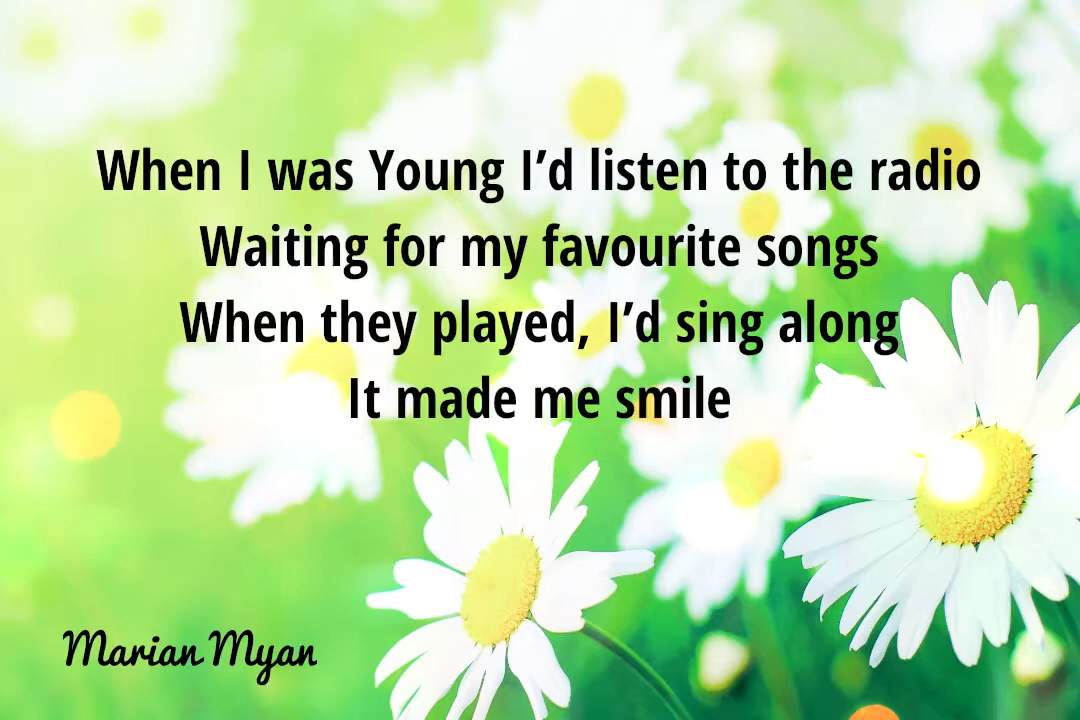 When I was Young I’d listen to the radio
Waiting for my favourite songs
When they played, I’d sing along
It made me smile
Marian Myan